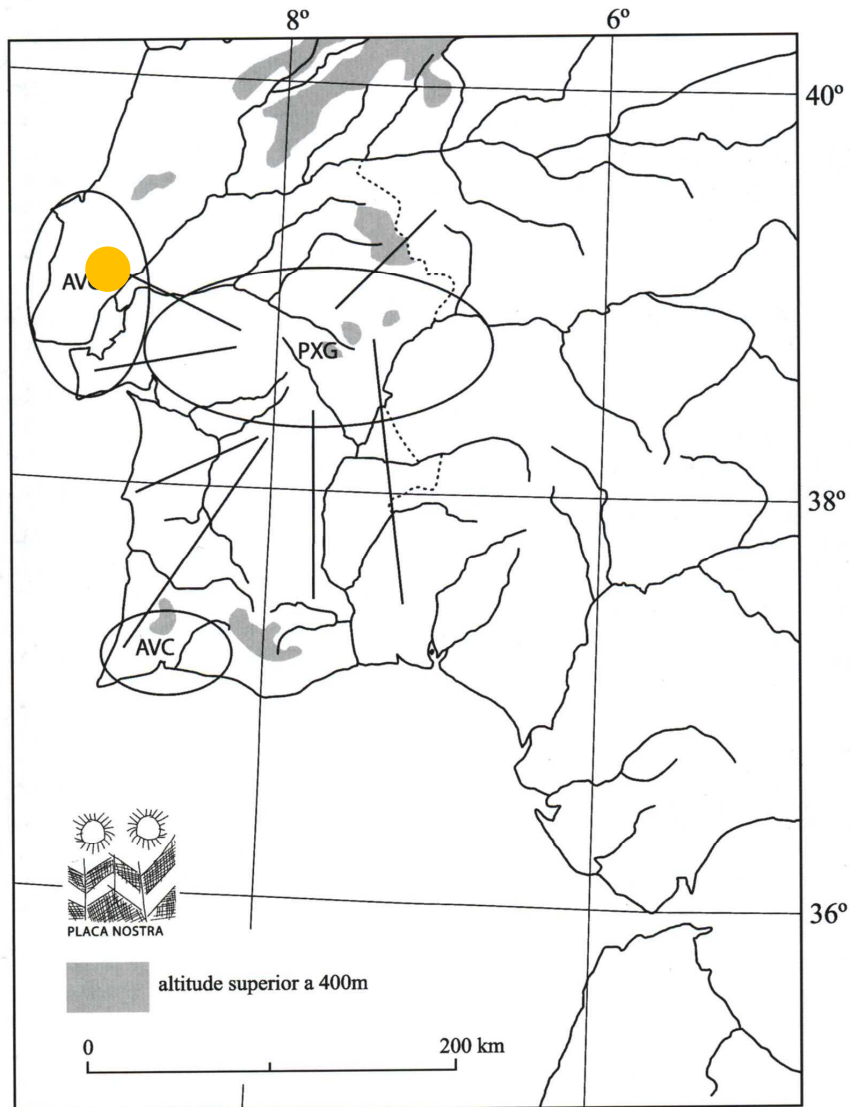 8º
6º
40º
AVC
PXG
38º
AVC
PLACA NOSTRA
36º
altitude superior a 400m
0
200 km